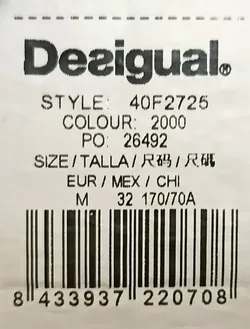 Desigual®
STYLE: 40F2725
COLOUR: 2000
PO: 26492
SIZE / TALLA / 尺码 / 尺碼
EUR / MEX / CHI
M 32 170/70A
8 433937 220708